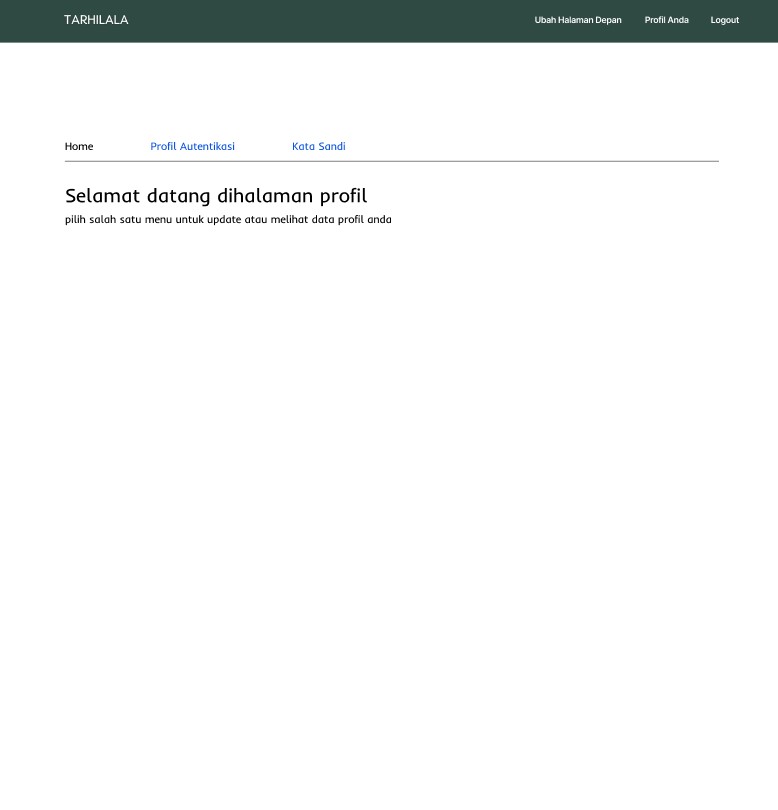 TARHILALA
Ubah Halaman Depan
Profil Anda
Logout
Home
Profil Autentikasi
Kata Sandi
Selamat datang dihalaman profil
pilih salah satu menu untuk update atau melihat data profil anda